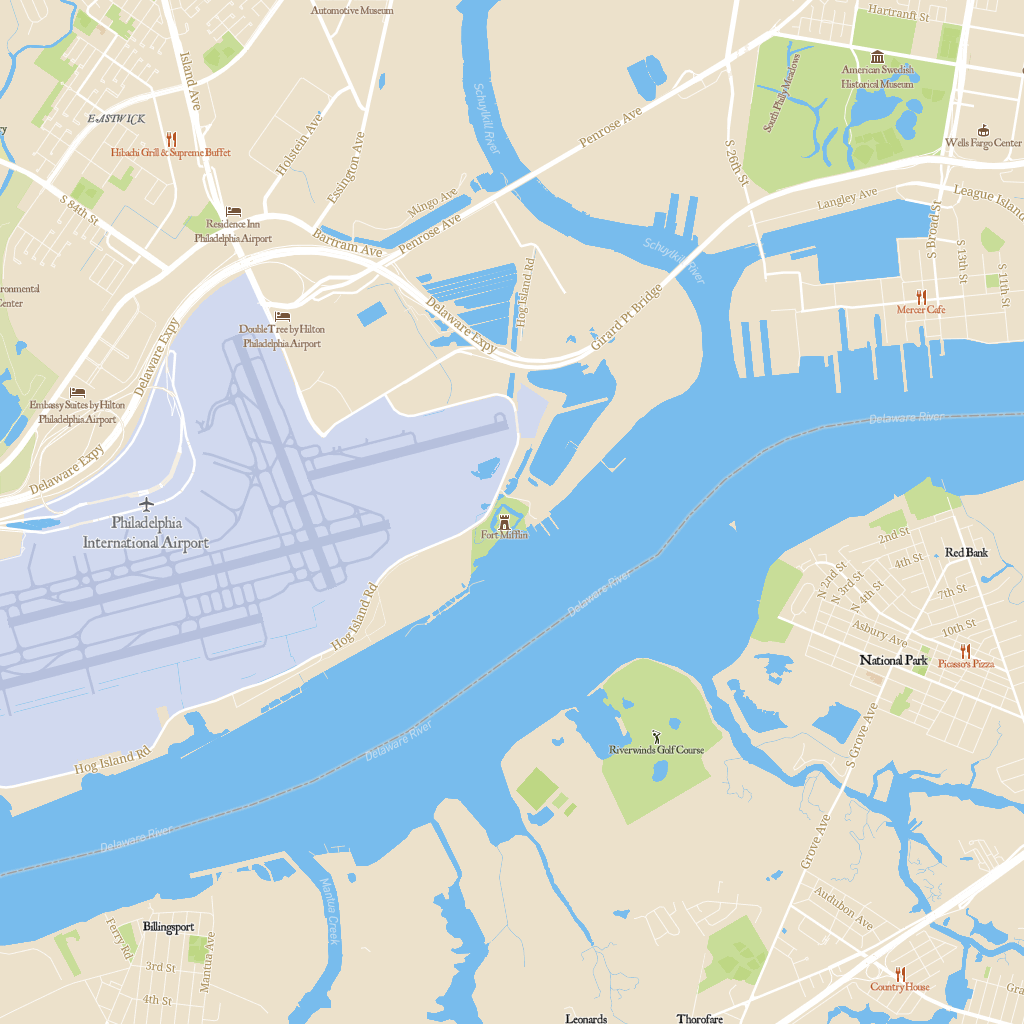 Automotive Museum
Hartranft St
American Swedish
Historical Museum
South Philly Meadows
Island Ave
EASTWICK
Hibachi Grill & Supreme Buffet
Holstein Ave
Essington Ave
Schuylkill River
Penrose Ave
S 26th St
Wells Fargo Center
S 84th St
Residence Inn
Philadelphia Airport
Mingo Ave
Penrose Ave
Bartram Ave
Langley Ave
League Island
S Broad St
S 13th St
S 11th St
Schuylkill River
Hog Island Rd
Girard Pt Bridge
Delaware Expy
Mercer Cafe
DoubleTree by Hilton
Philadelphia Airport
Delaware Expy
Embassy Suites by Hilton
Philadelphia Airport
Delaware Expy
Delaware River
Philadelphia
International Airport
Fort Mifflin
2nd St
4th St
Red Bank
N 2nd St
N 3rd St
N 4th St
7th St
10th St
Asbury Ave
National Park
Picasso's Pizza
Hog Island Rd
Delaware River
S Grove Ave
Riverwinds Golf Course
Delaware River
Hog Island Rd
Delaware River
Grove Ave
Audubon Ave
Mantua Creek
Billingsport
Ferry Rd
Mantua Ave
3rd St
4th St
Country House
Leonards
Thorofare